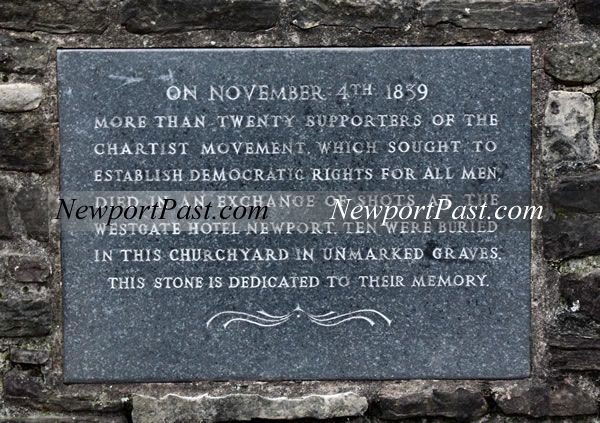 ON NOVEMBER 4TH 1839
MORE THAN TWENTY SUPPORTERS OF THE
CHARTIST MOVEMENT, WHICH SOUGHT TO
ESTABLISH DEMOCRATIC RIGHTS FOR ALL MEN,
DIED IN AN EXCHANGE OF SHOTS AT THE
NewportPast.com NewportPast.com
WESTGATE HOTEL NEWPORT. TEN WERE BURIED
IN THIS CHURCHYARD IN UNMARKED GRAVES.
THIS STONE IS DEDICATED TO THEIR MEMORY.